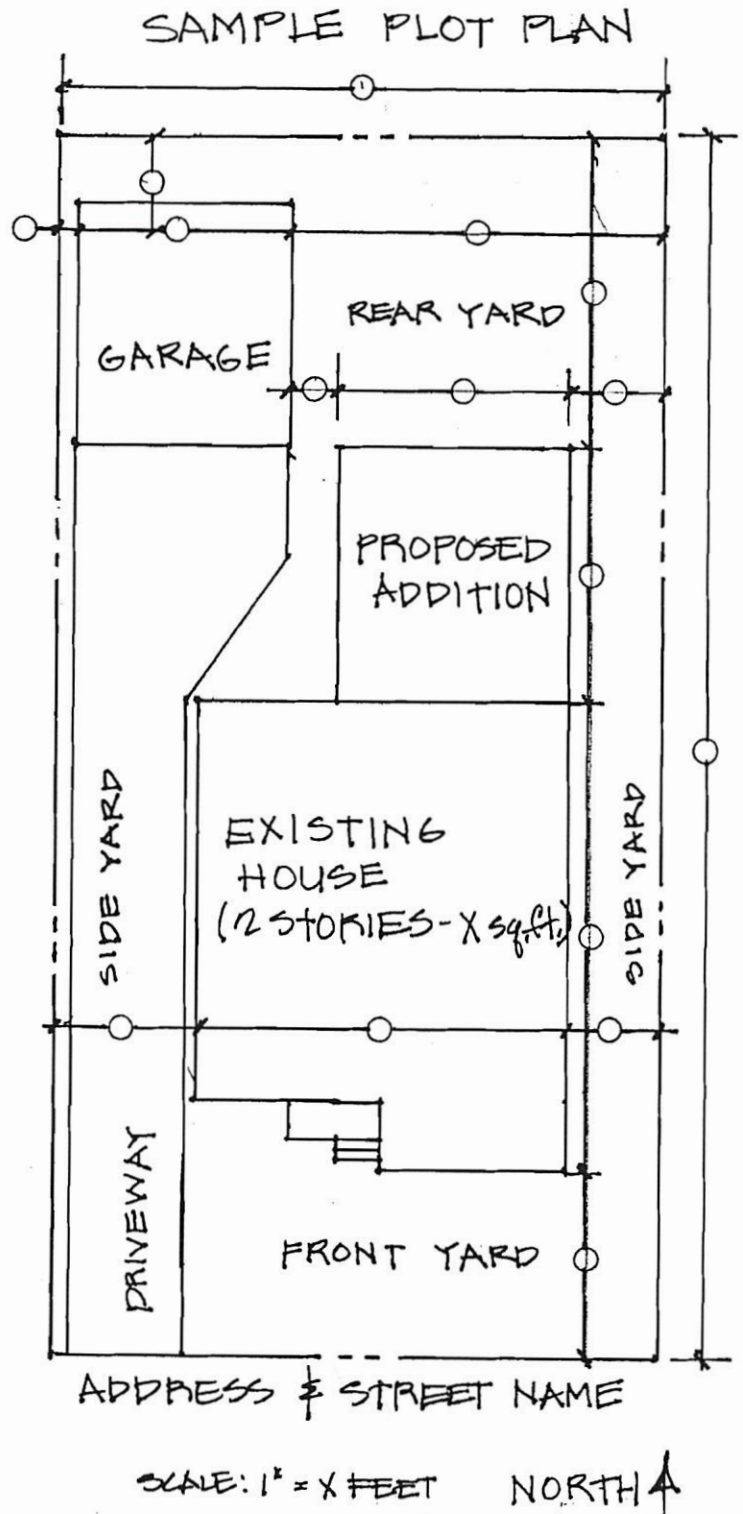 SAMPLE PLOT PLAN
REAR YARD
GARAGE
PROPOSED
ADDITION
EXISTING
HOUSE
(2 STORIES - X sq.ft.)
SIDE YARD
SIDE YARD
DRIVEWAY
FRONT YARD
ADDRESS & STREET NAME
SCALE: 1" = X FEET
NORTH